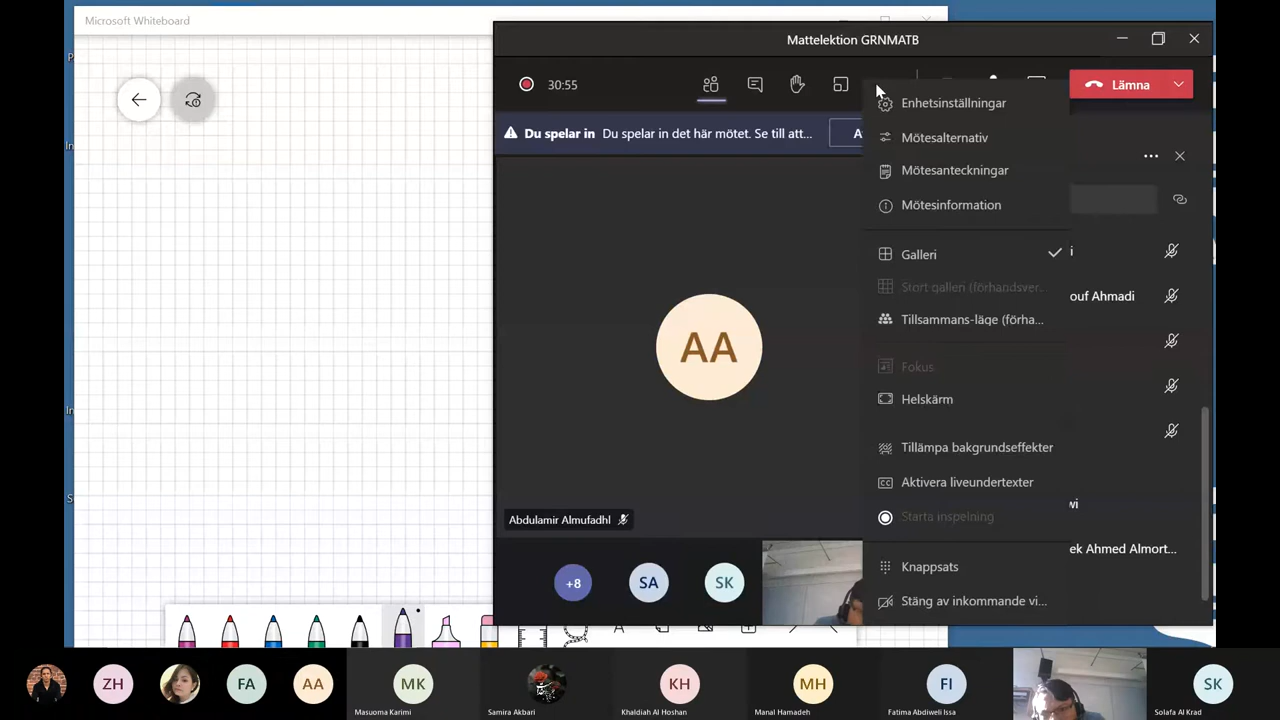 Microsoft Whiteboard
Mattelektion GRNMATB
30:55
Lämna
Du spelar in Du spelar in det här mötet. Se till att...
Enhetsinställningar
Mötesalternativ
Mötesanteckningar
Mötesinformation
Galleri
Stort galleri (förhandsver...
ouf Ahmadi
Tillsammans-läge (förha...
Fokus
Helskärm
Tillämpa bakgrundseffekter
Aktivera liveundertexter
Starta inspelning
ek Ahmed Almort...
Knappsats
Stäng av inkommande vi...
AA
Abdulamir Almufadhl
+8
SA
SK
ZH
FA
AA
MK
KH
MH
FI
SK
Masuoma Karimi
Samira Akbari
Khaldiah Al Hoshan
Manal Hamadeh
Fatima Abdiweli Issa
Solafa Al Krad